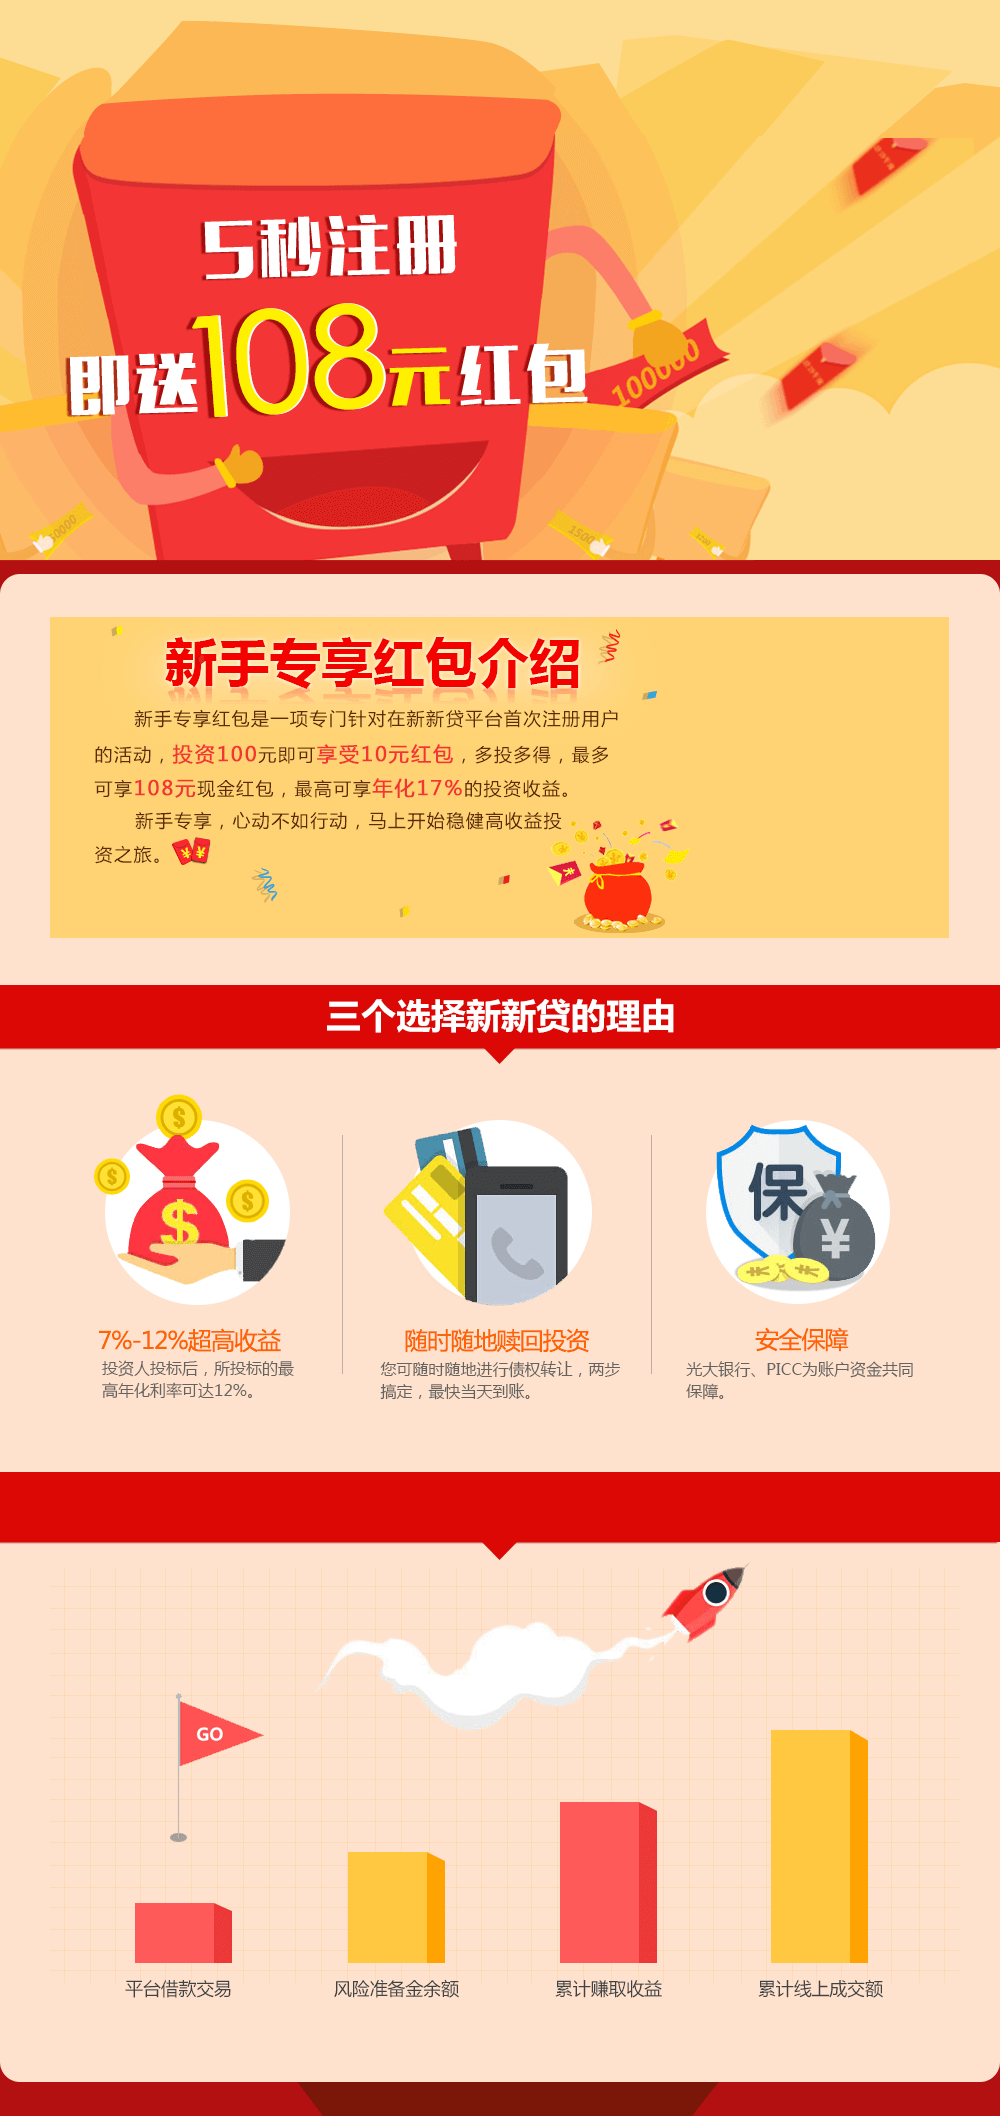 5秒注册
即送108元红包
100000
10000
1500
新手专享红包介绍
新手专享红包是一项专门针对在新新贷平台首次注册用户
的活动，投资100元即可享受10元红包，多投多得，最多
可享108元现金红包，最高可享年化17%的投资收益。
新手专享，心动不如行动，马上开始稳健高收益投
资之旅。
三个选择新新贷的理由
$
$
$
$
保
¥
7%-12%超高收益
投资人投标后，所投标的最
高年化利率可达12%。
随时随地赎回投资
您可随时随地进行债权转让，两步
搞定，最快当天到账。
安全保障
光大银行、PICC为账户资金共同
保障。
GO
平台借款交易
风险准备金余额
累计赚取收益
累计线上成交额